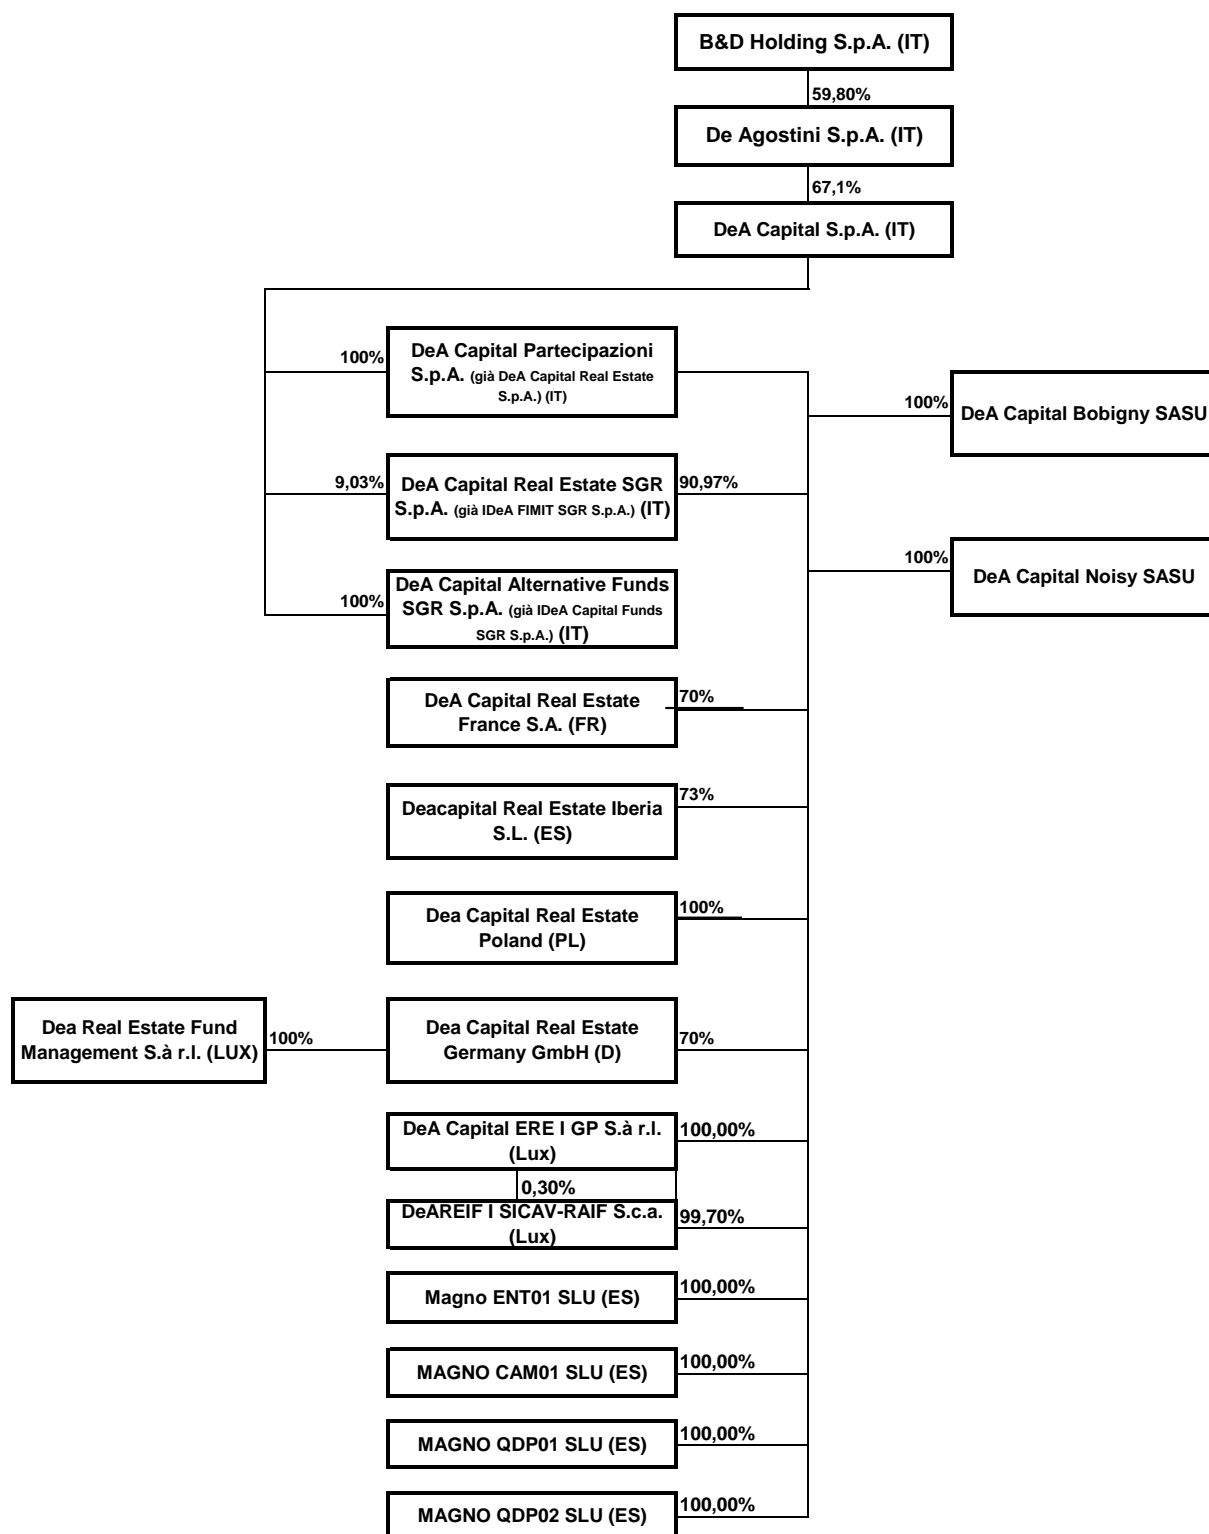 B&D Holding S.p.A. (IT)
59,80%
De Agostini S.p.A. (IT)
67,1%
DeA Capital S.p.A. (IT)
100%
DeA Capital Partecipazioni
S.p.A. (già DeA Capital Real Estate
S.p.A.) (IT)
100%
DeA Capital Bobigny SASU
9,03%
DeA Capital Real Estate SGR
S.p.A. (già IDeA FIMIT SGR S.p.A.) (IT)
90,97%
100%
DeA Capital Noisy SASU
100%
DeA Capital Alternative Funds
SGR S.p.A. (già IDeA Capital Funds
SGR S.p.A.) (IT)
DeA Capital Real Estate
France S.A. (FR)
70%
Deacapital Real Estate Iberia
S.L. (ES)
73%
Dea Capital Real Estate
Poland (PL)
100%
Dea Real Estate Fund
Management S.à r.l. (LUX)
100%
Dea Capital Real Estate
Germany GmbH (D)
70%
DeA Capital ERE I GP S.à r.l.
(Lux)
100,00%
0,30%
DeAREIF I SICAV-RAIF S.c.a.
(Lux)
99,70%
Magno ENT01 SLU (ES)
100,00%
MAGNO CAM01 SLU (ES)
100,00%
MAGNO QDP01 SLU (ES)
100,00%
MAGNO QDP02 SLU (ES)
100,00%